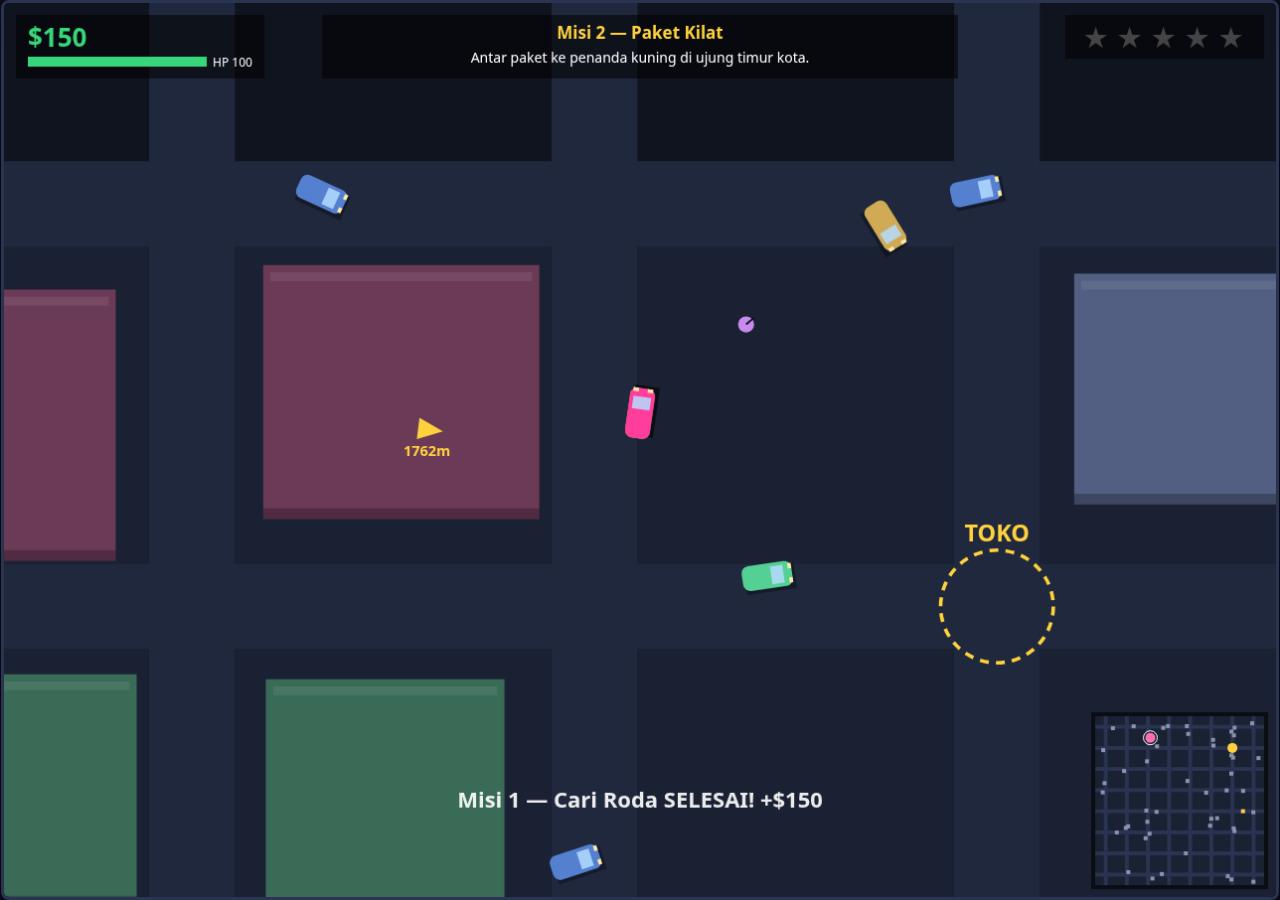 $150
HP 100
Misi 2 — Paket Kilat
Antar paket ke penanda kuning di ujung timur kota.
1762m
TOKO
Misi 1 — Cari Roda SELESAI! +$150